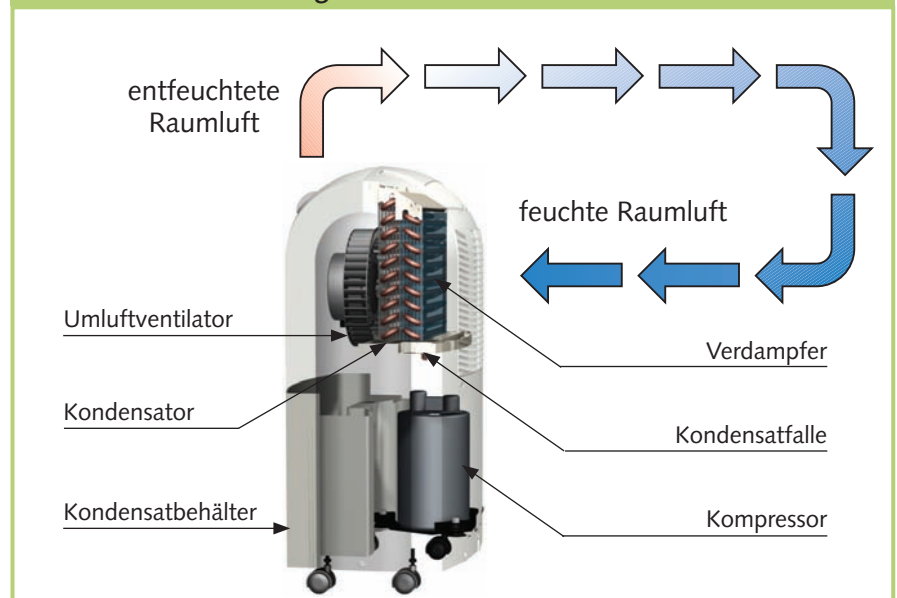 entfeuchtete
Raumluft
feuchte Raumluft
Umluftventilator
Verdampfer
Kondensator
Kondensatfalle
Kondensatbehälter
Kompressor